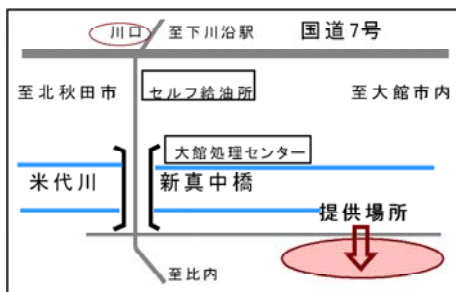 川口 至下川沿駅 国道7号
至北秋田市 セルフ給油所 至大館市内
大館処理センター
米代川 新真中橋
提供場所
至比内